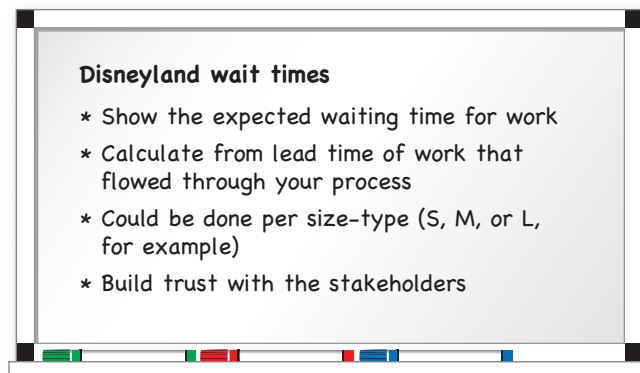 Disneyland wait times
* Show the expected waiting time for work
* Calculate from lead time of work that
flowed through your process
* Could be done per size-type (S, M, or L,
for example)
* Build trust with the stakeholders